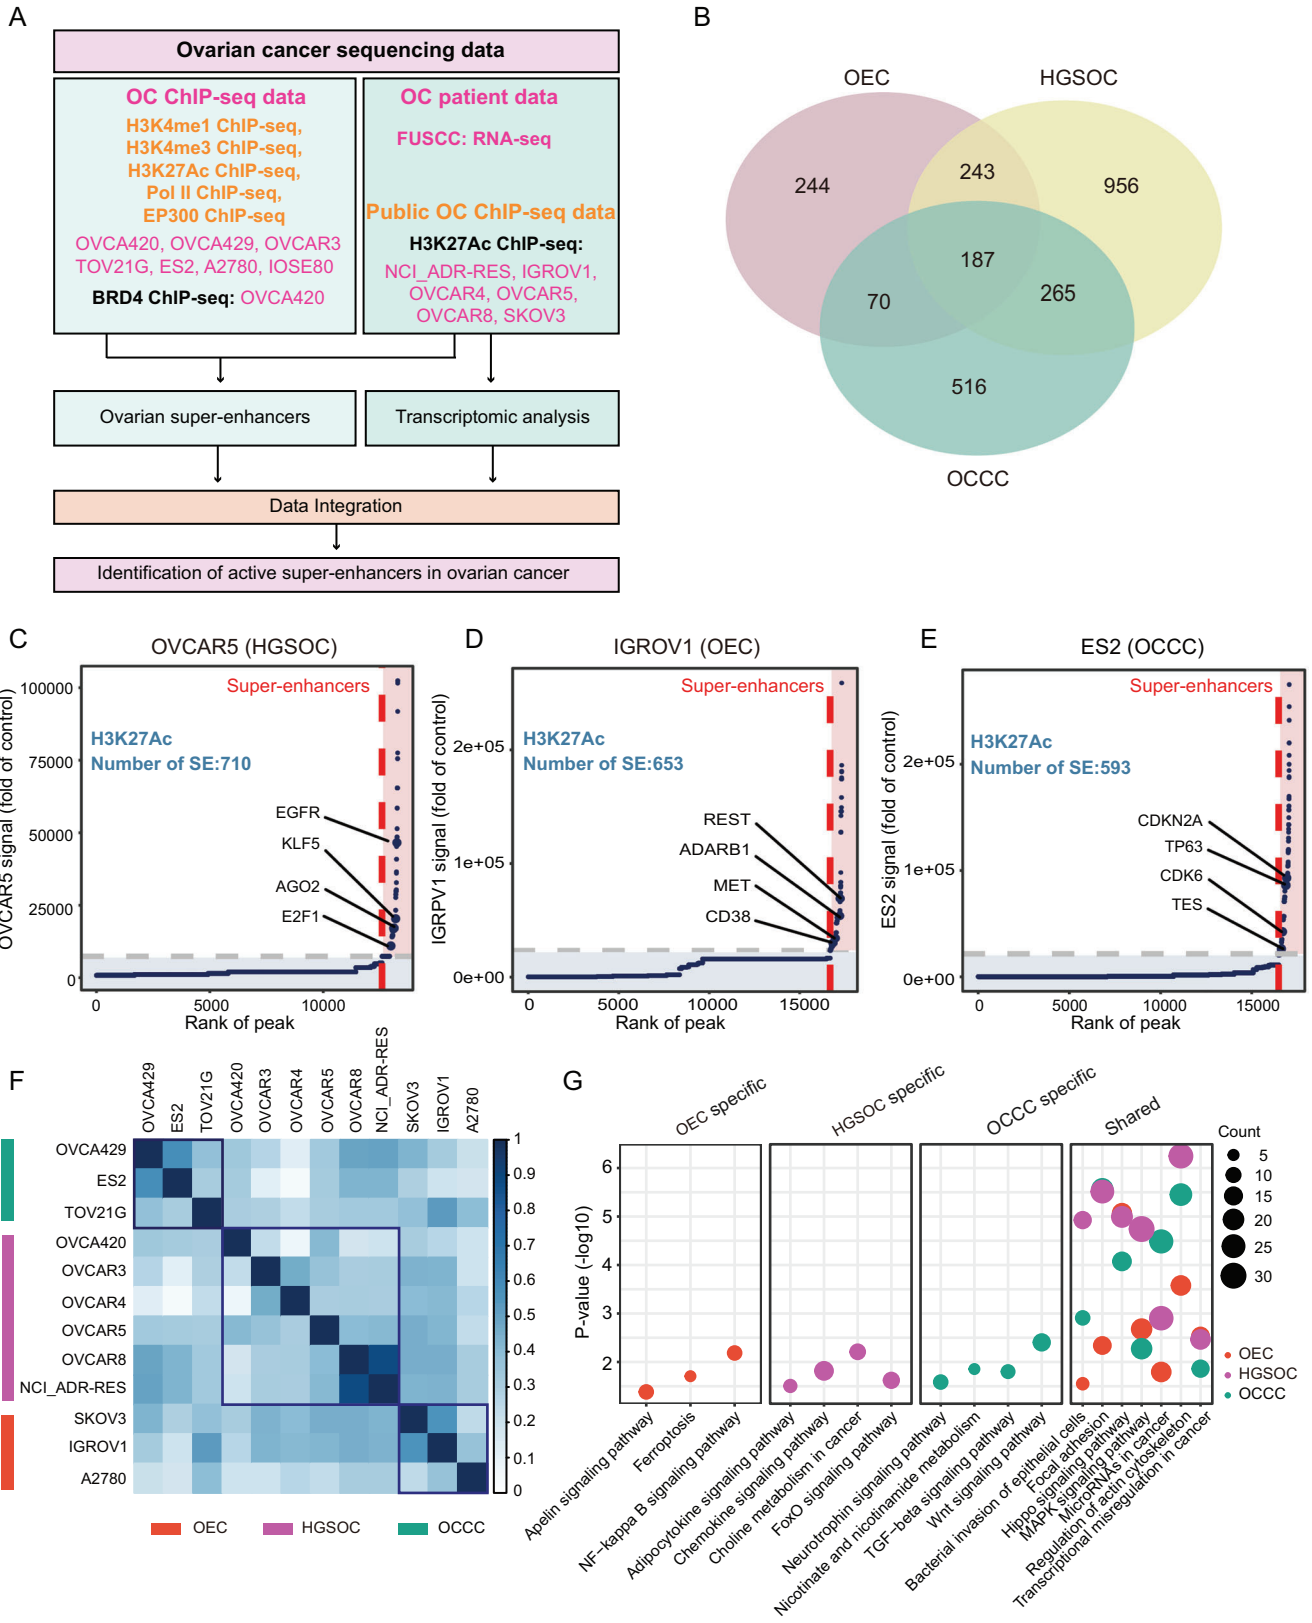 A
Ovarian cancer sequencing data
OC ChIP-seq data
H3K4me1 ChIP-seq,
H3K4me3 ChIP-seq,
H3K27Ac ChIP-seq,
Pol II ChIP-seq,
EP300 ChIP-seq
OVCA420, OVCA429, OVCAR3
TOV21G, ES2, A2780, IOSE80
BRD4 ChIP-seq: OVCA420
OC patient data
FUSCC: RNA-seq
Public OC ChIP-seq data
H3K27Ac ChIP-seq:
NCI_ADR-RES, IGROV1,
OVCAR4, OVCAR5,
OVCAR8, SKOV3
Ovarian super-enhancers
Transcriptomic analysis
Data Integration
Identification of active super-enhancers in ovarian cancer
B
OEC
HGSOC
244
243
956
187
70
265
516
OCCC
C
OVCAR5 (HGSOC)
OVCAR5 signal (fold of control)
100000
75000
50000
25000
0
Super-enhancers
H3K27Ac
Number of SE:710
EGFR
KLF5
AGO2
E2F1
0
5000
10000
Rank of peak
D
IGROV1 (OEC)
IGRPV1 signal (fold of control)
2e+05
1e+05
0e+00
Super-enhancers
H3K27Ac
Number of SE:653
REST
ADARB1
MET
CD38
0
5000
10000
15000
Rank of peak
E
ES2 (OCCC)
ES2 signal (fold of control)
2e+05
1e+05
0e+00
Super-enhancers
H3K27Ac
Number of SE:593
CDKN2A
TP63
CDK6
TES
0
5000
10000
15000
Rank of peak
F
OVCA429
ES2
TOV21G
OVCA420
OVCAR3
OVCAR4
OVCAR5
OVCAR8
NCI_ADR-RES
SKOV3
IGROV1
A2780
OVCA429
ES2
TOV21G
OVCA420
OVCAR3
OVCAR4
OVCAR5
OVCAR8
NCI_ADR-RES
SKOV3
IGROV1
A2780
1
0.9
0.8
0.7
0.6
0.5
0.4
0.3
0.2
0.1
0
OEC
HGSOC
OCCC
G
OEC specific
HGSOC specific
OCCC specific
Shared
P-value (-log10)
6
5
4
3
2
Count
5
10
15
20
25
30
OEC
HGSOC
OCCC
Apelin signaling pathway
Ferroptosis
NF−kappa B signaling pathway
Adipocytokine signaling pathway
Chemokine signaling pathway
Choline metabolism in cancer
FoxO signaling pathway
Neurotrophin signaling pathway
Nicotinate and nicotinamide metabolism
TGF−beta signaling pathway
Wnt signaling pathway
Bacterial invasion of epithelial cells
Focal adhesion
Hippo signaling pathway
MAPK signaling pathway
MicroRNAs in cancer
Regulation of actin cytoskeleton
Transcriptional misregulation in cancer